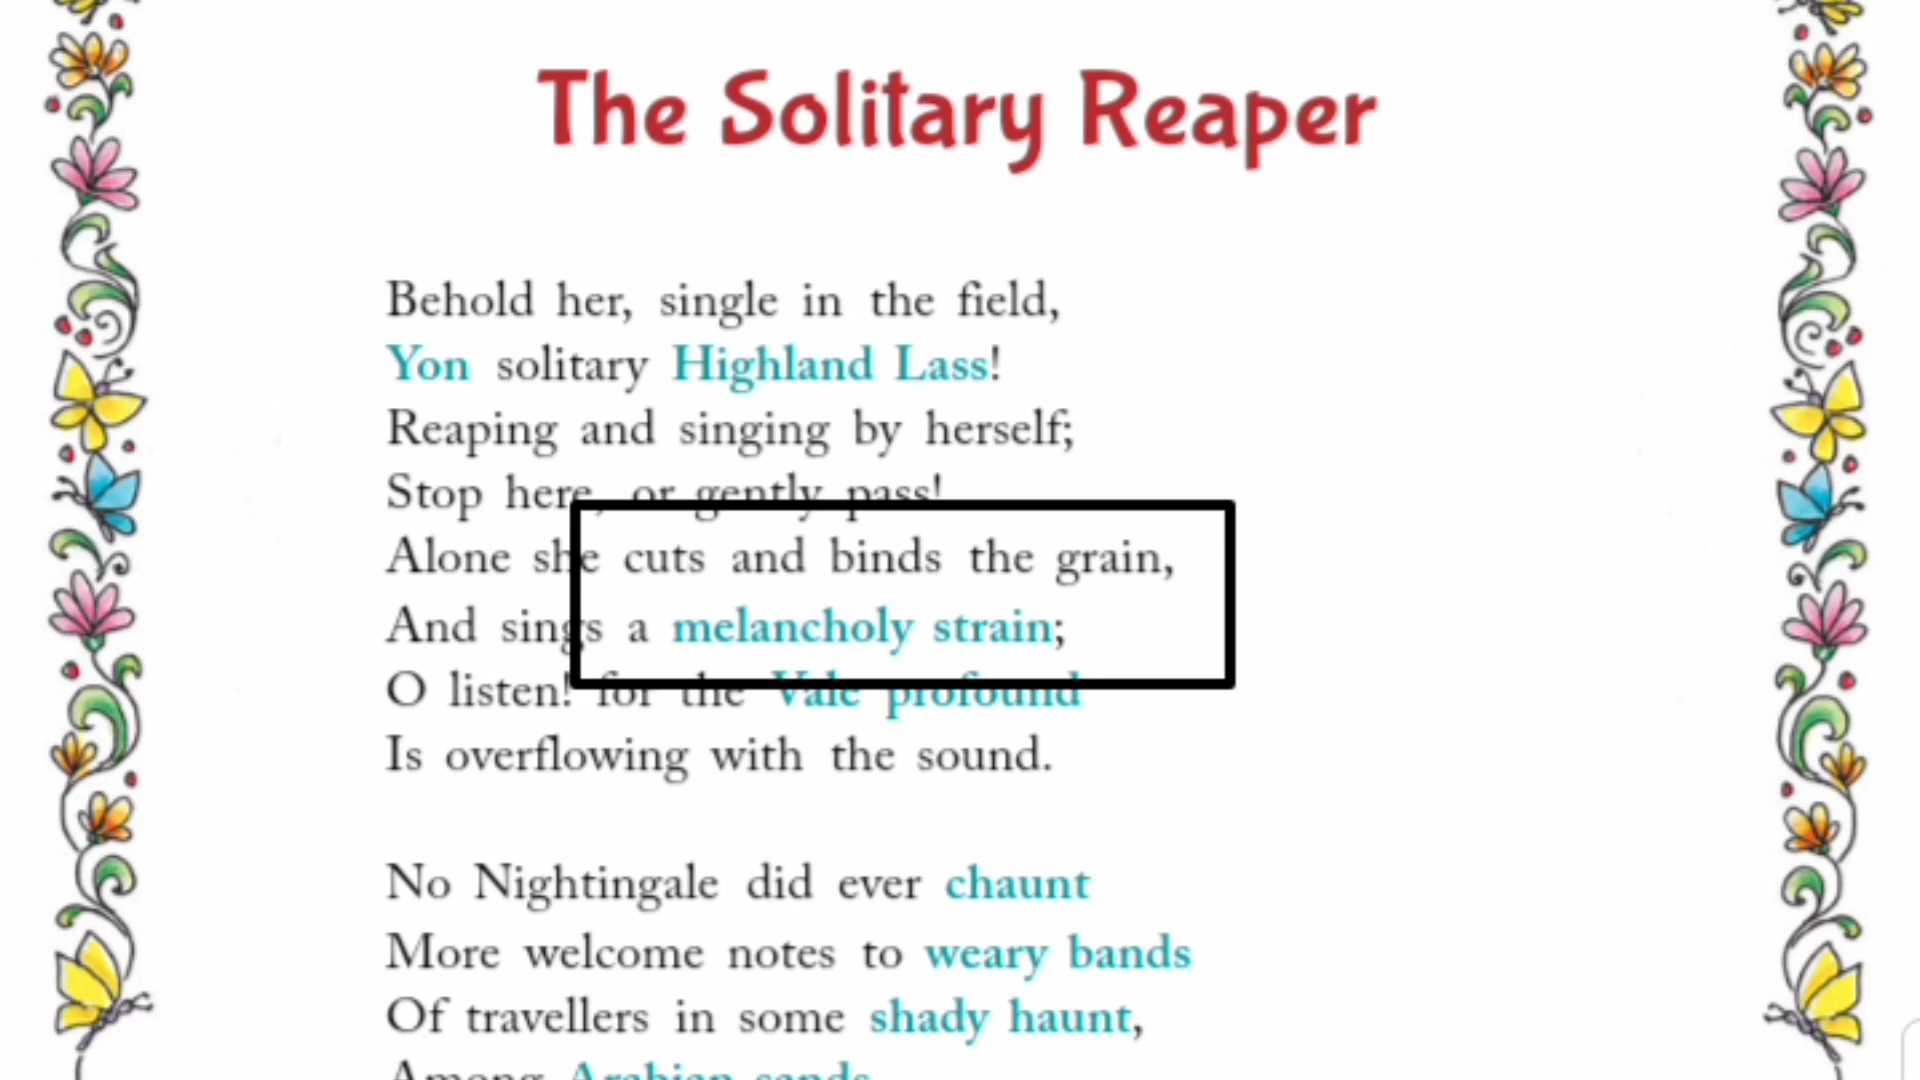 The Solitary Reaper
Behold her, single in the field,
Yon solitary Highland Lass!
Reaping and singing by herself;
Stop here, or gently pass!
Alone she cuts and binds the grain,
And sings a melancholy strain;
O listen! for the Vale profound
Is overflowing with the sound.
No Nightingale did ever chaunt
More welcome notes to weary bands
Of travellers in some shady haunt,
Among Arabian sands